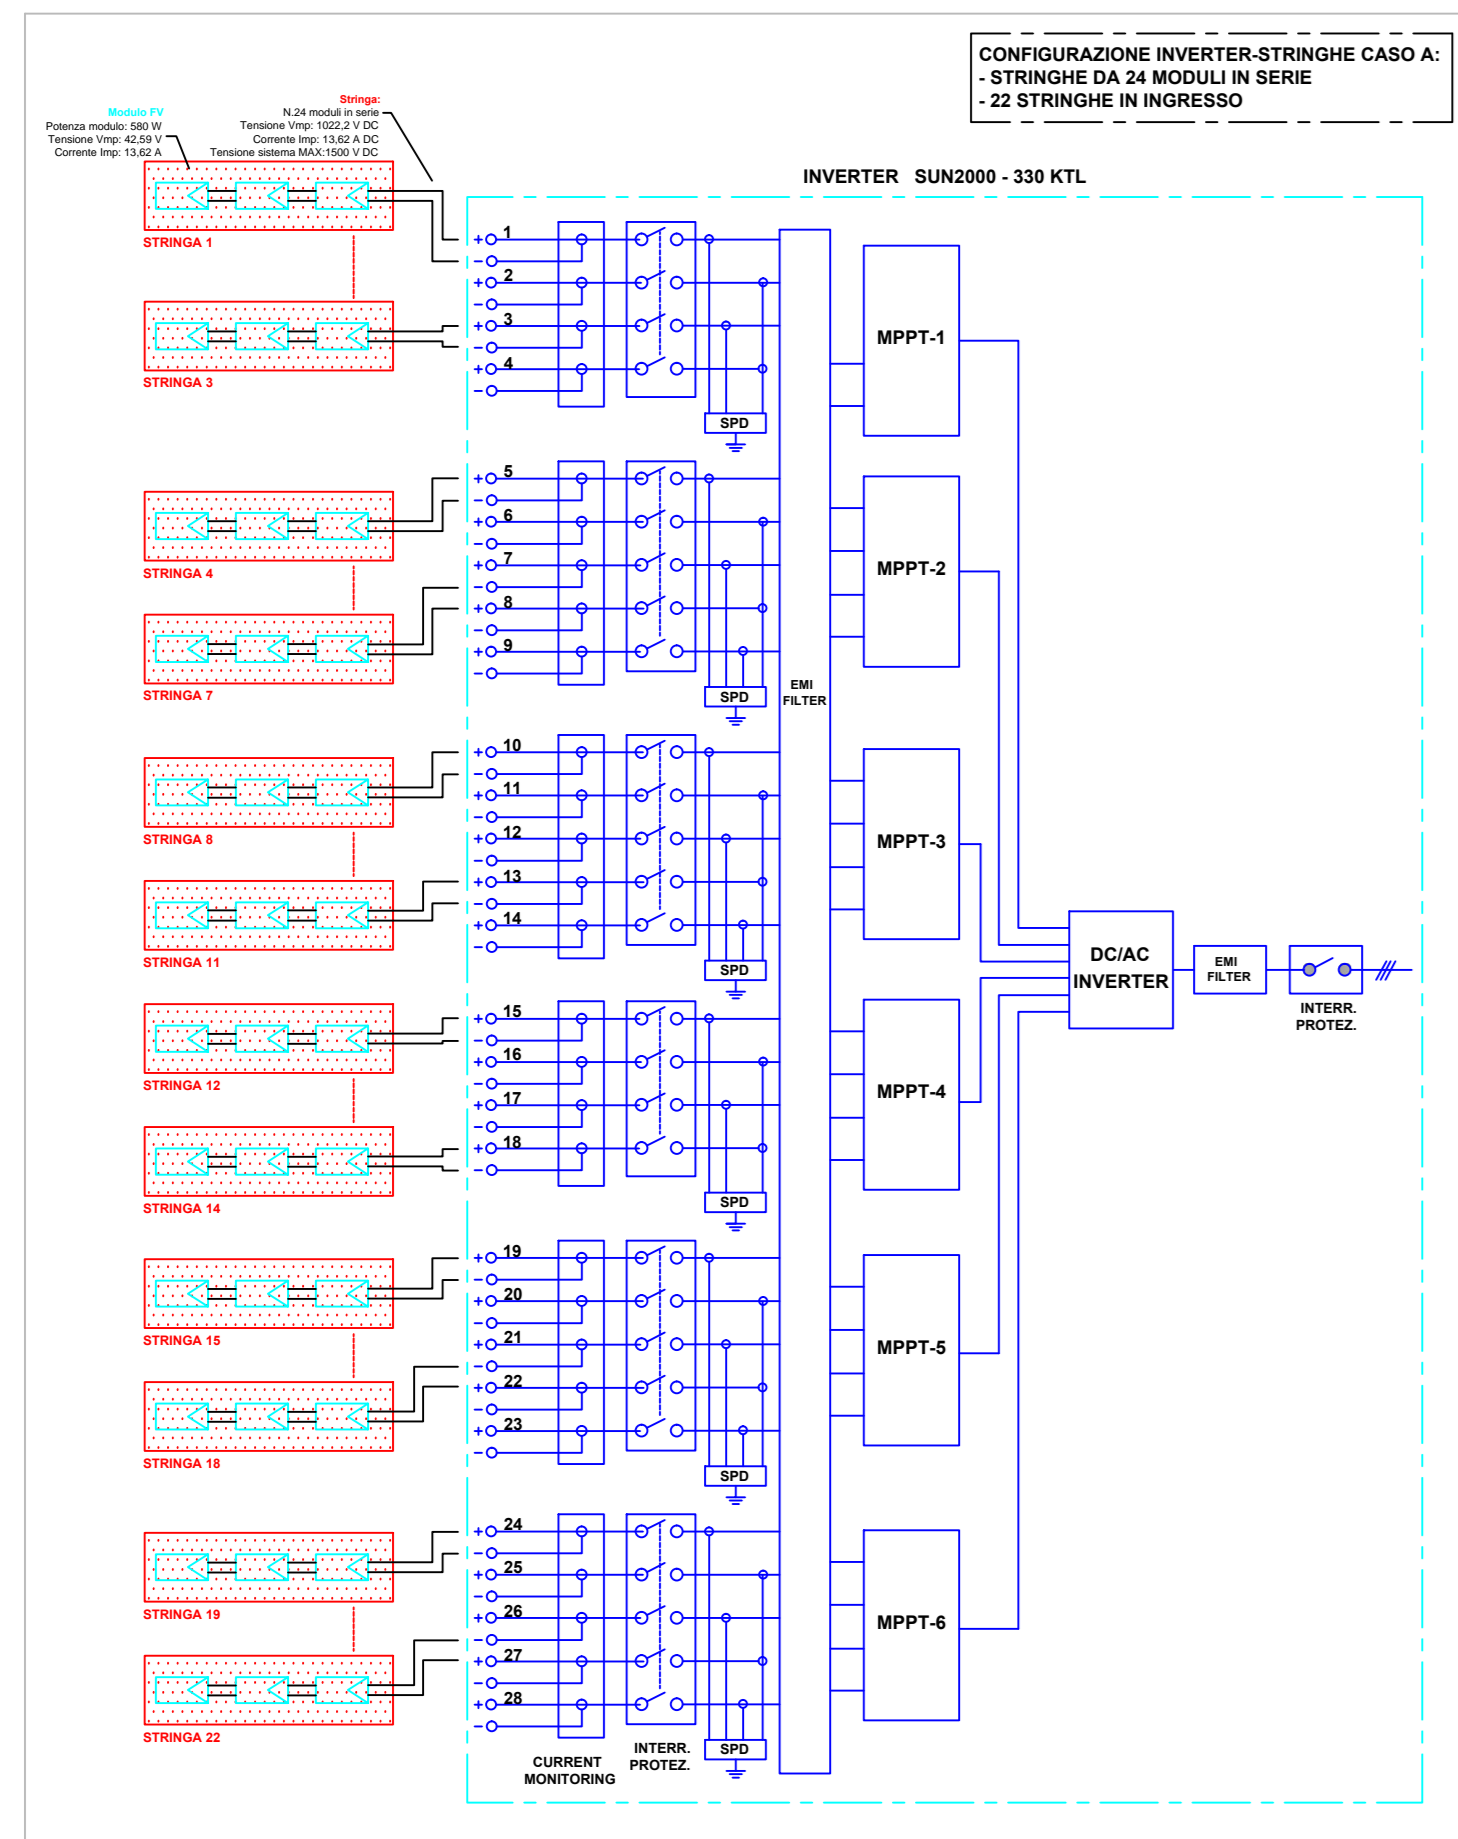 CONFIGURAZIONE INVERTER-STRINGHE CASO A:
- STRINGHE DA 24 MODULI IN SERIE
- 22 STRINGHE IN INGRESSO
Modulo FV
Potenza modulo: 580 W
Tensione Vmp: 42,59 V
Corrente Imp: 13,62 A
Stringa:
N.24 moduli in serie
Tensione Vmp: 1022,2 V DC
Corrente Imp: 13,62 A DC
Tensione sistema MAX:1500 V DC
INVERTER SUN2000 - 330 KTL
STRINGA 1
STRINGA 3
STRINGA 4
STRINGA 7
STRINGA 8
STRINGA 11
STRINGA 12
STRINGA 14
STRINGA 15
STRINGA 18
STRINGA 19
STRINGA 22
+ 1
-
+ 2
-
+ 3
-
+ 4
-
SPD
+ 5
-
+ 6
-
+ 7
-
+ 8
-
+ 9
-
SPD
+ 10
-
+ 11
-
+ 12
-
+ 13
-
+ 14
-
SPD
+ 15
-
+ 16
-
+ 17
-
+ 18
-
SPD
+ 19
-
+ 20
-
+ 21
-
+ 22
-
+ 23
-
SPD
+ 24
-
+ 25
-
+ 26
-
+ 27
-
+ 28
-
SPD
CURRENT
MONITORING
INTERR.
PROTEZ.
EMI
FILTER
MPPT-1
MPPT-2
MPPT-3
MPPT-4
MPPT-5
MPPT-6
DC/AC
INVERTER
EMI
FILTER
INTERR.
PROTEZ.